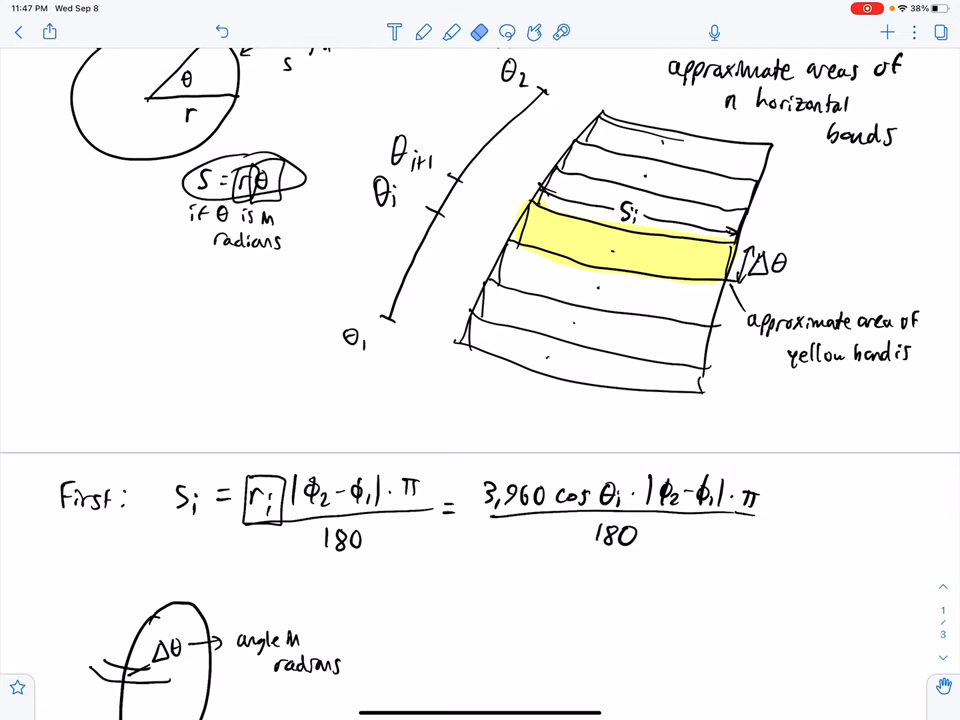 11:47 PM Wed Sep 8
38%
T
s
θ
r
S = rθ
if θ is in
radians
θ2
θi+1
θi
θ1
approximate areas of
n horizontal
bands
Si
Δθ
approximate area of
yellow band is
First: Si = ri |ϕ2-ϕ1| · π / 180 = 3,960 cos θi · |ϕ2-ϕ1| · π / 180
Δθ → angle in
radians
1
/
3